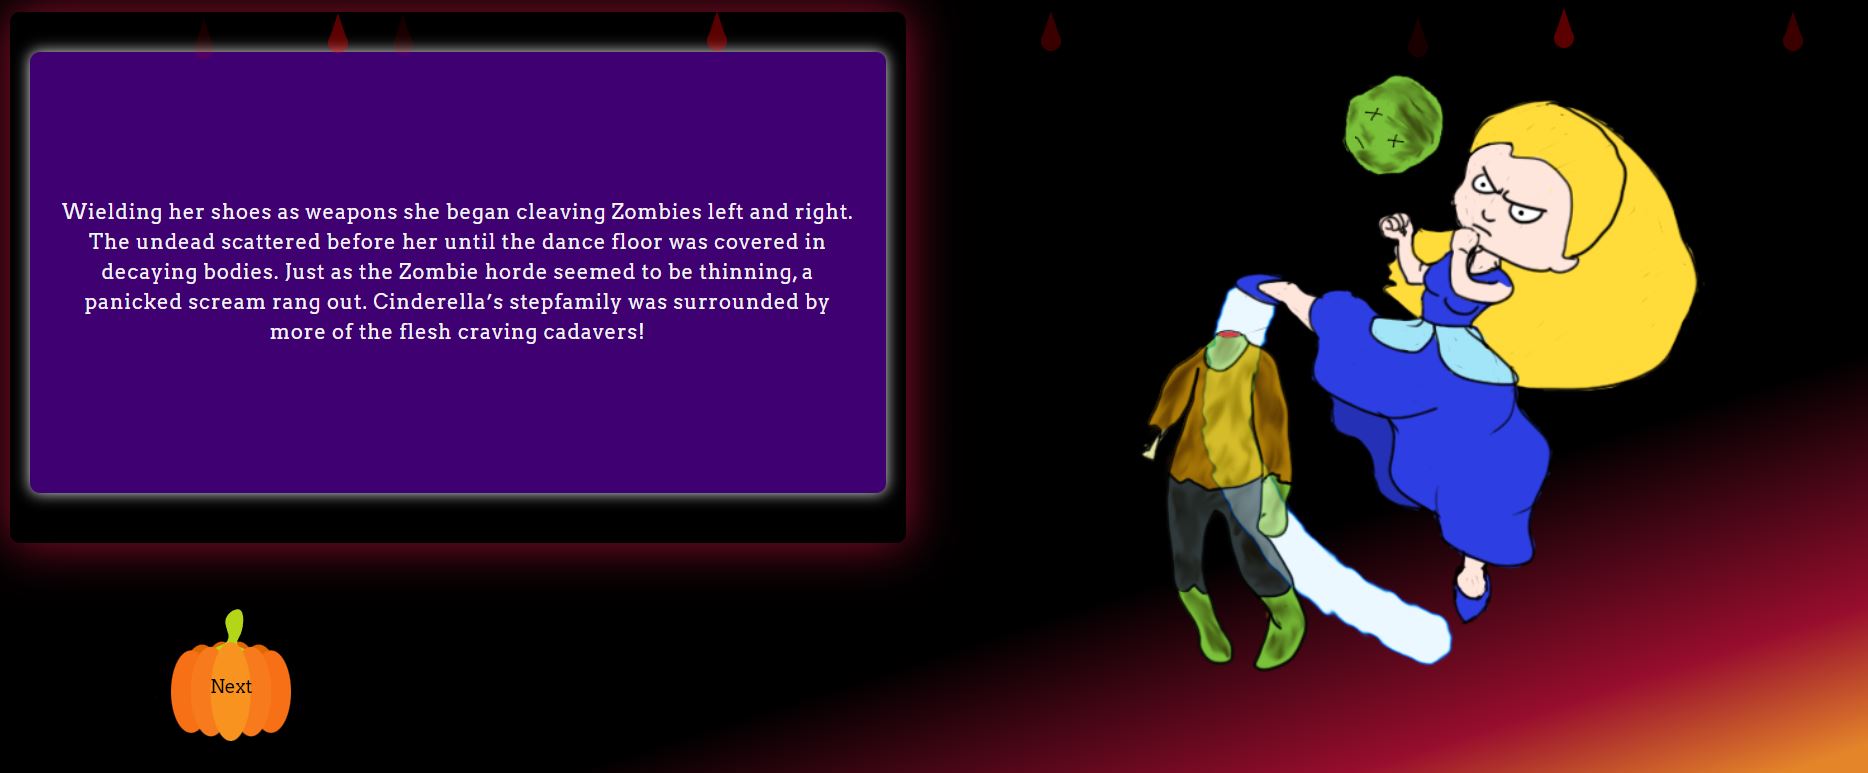 Wielding her shoes as weapons she began cleaving Zombies left and right.
The undead scattered before her until the dance floor was covered in
decaying bodies. Just as the Zombie horde seemed to be thinning, a
panicked scream rang out. Cinderella’s stepfamily was surrounded by
more of the flesh craving cadavers!
Next